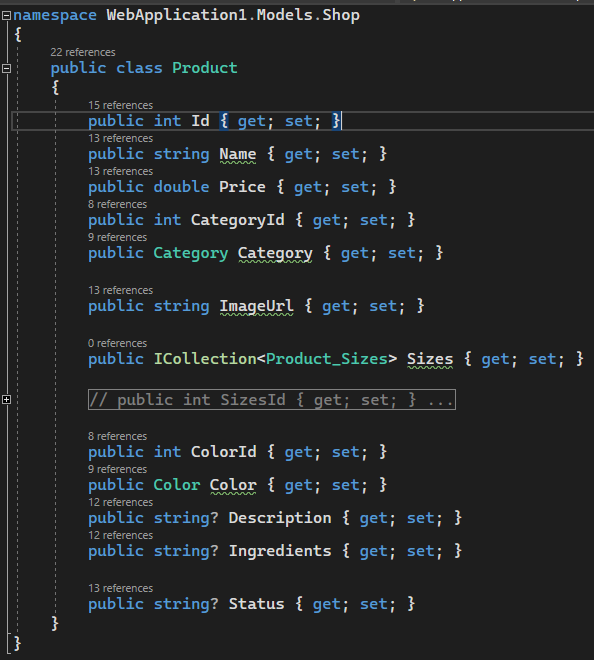 namespace WebApplication1.Models.Shop
{
22 references
public class Product
{
15 references
public int Id { get; set; }
13 references
public string Name { get; set; }
13 references
public double Price { get; set; }
8 references
public int CategoryId { get; set; }
9 references
public Category Category { get; set; }
13 references
public string ImageUrl { get; set; }
0 references
public ICollection<Product_Sizes> Sizes { get; set; }
// public int SizesId { get; set; } ...
8 references
public int ColorId { get; set; }
9 references
public Color Color { get; set; }
12 references
public string? Description { get; set; }
12 references
public string? Ingredients { get; set; }
13 references
public string? Status { get; set; }
}
}